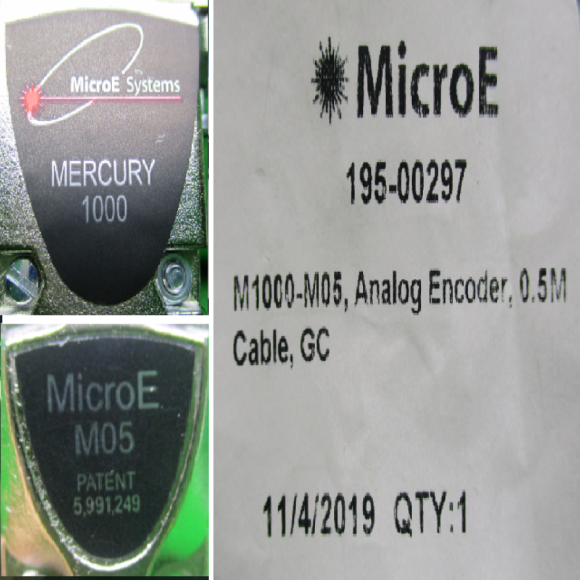 MicroE Systems
MERCURY
1000
MicroE
M05
PATENT
5,991,249
MicroE
195-00297
M1000-M05, Analog Encoder, 0.5M
Cable, GC
11/4/2019 QTY:1